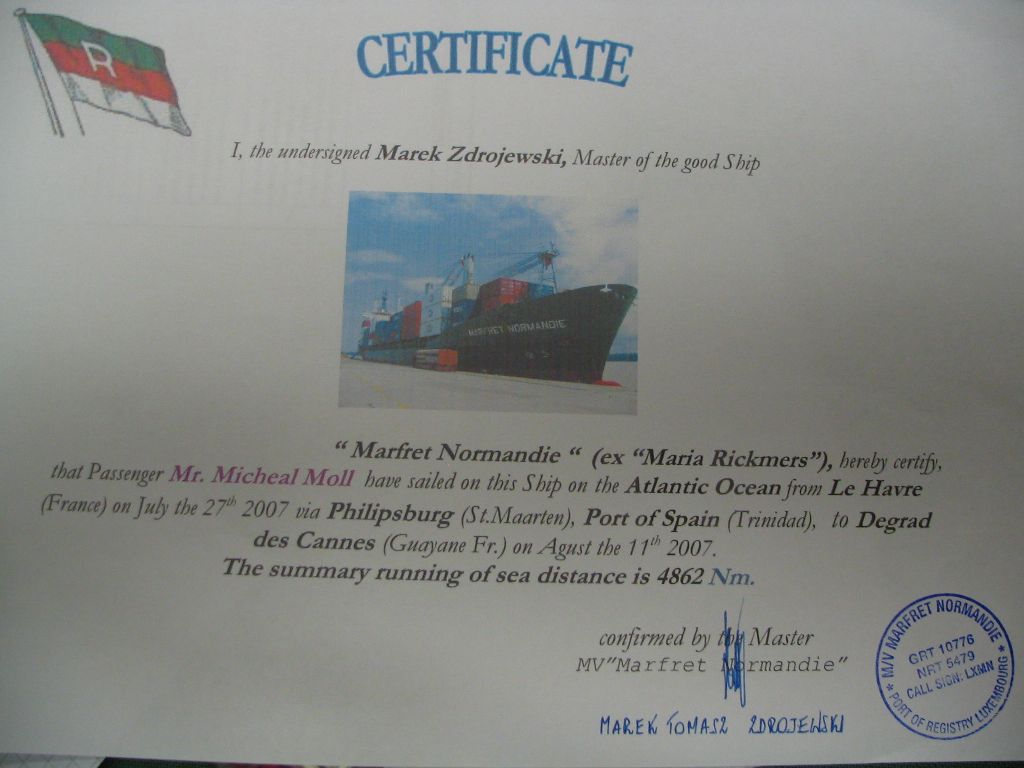 R
CERTIFICATE
I, the undersigned Marek Zdrojewski, Master of the good Ship
MARFRET NORMANDIE
“ Marfret Normandie “ (ex “Maria Rickmers”), hereby certify,
that Passenger Mr. Micheal Moll have sailed on this Ship on the Atlantic Ocean from Le Havre
(France) on July the 27th 2007 via Philipsburg (St.Maarten), Port of Spain (Trinidad), to Degrad
des Cannes (Guayane Fr.) on Agust the 11th 2007.
The summary running of sea distance is 4862 Nm.
confirmed by the Master
MV"Marfret Normandie"
MAREK TOMASZ ZDROJEWSKI
* M/V MARFRET NORMANDIE *
GRT 10776
NRT 5479
CALL SIGN: LXMN
PORT OF REGISTRY LUXEMBOURG